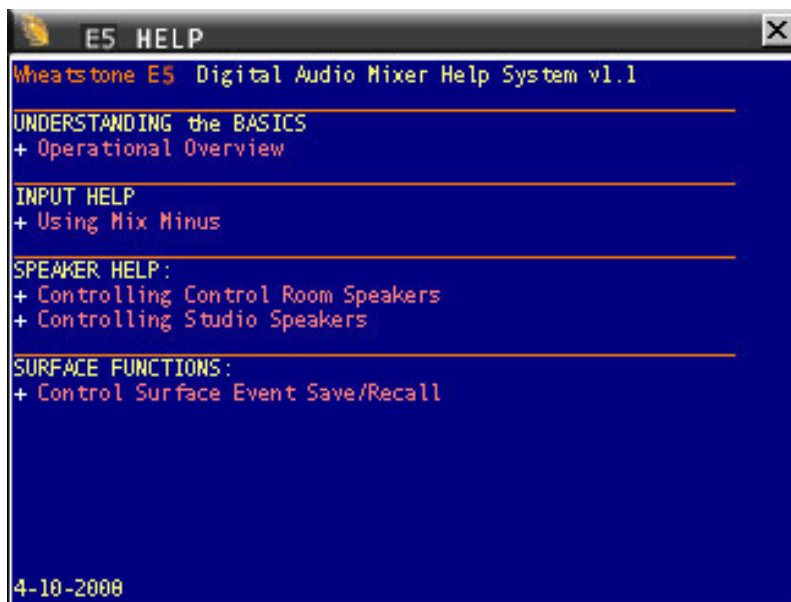 E5 HELP
Wheatstone E5 Digital Audio Mixer Help System v1.1
UNDERSTANDING the BASICS
+ Operational Overview
INPUT HELP
+ Using Mix Minus
SPEAKER HELP:
+ Controlling Control Room Speakers
+ Controlling Studio Speakers
SURFACE FUNCTIONS:
+ Control Surface Event Save/Recall
4-10-2008